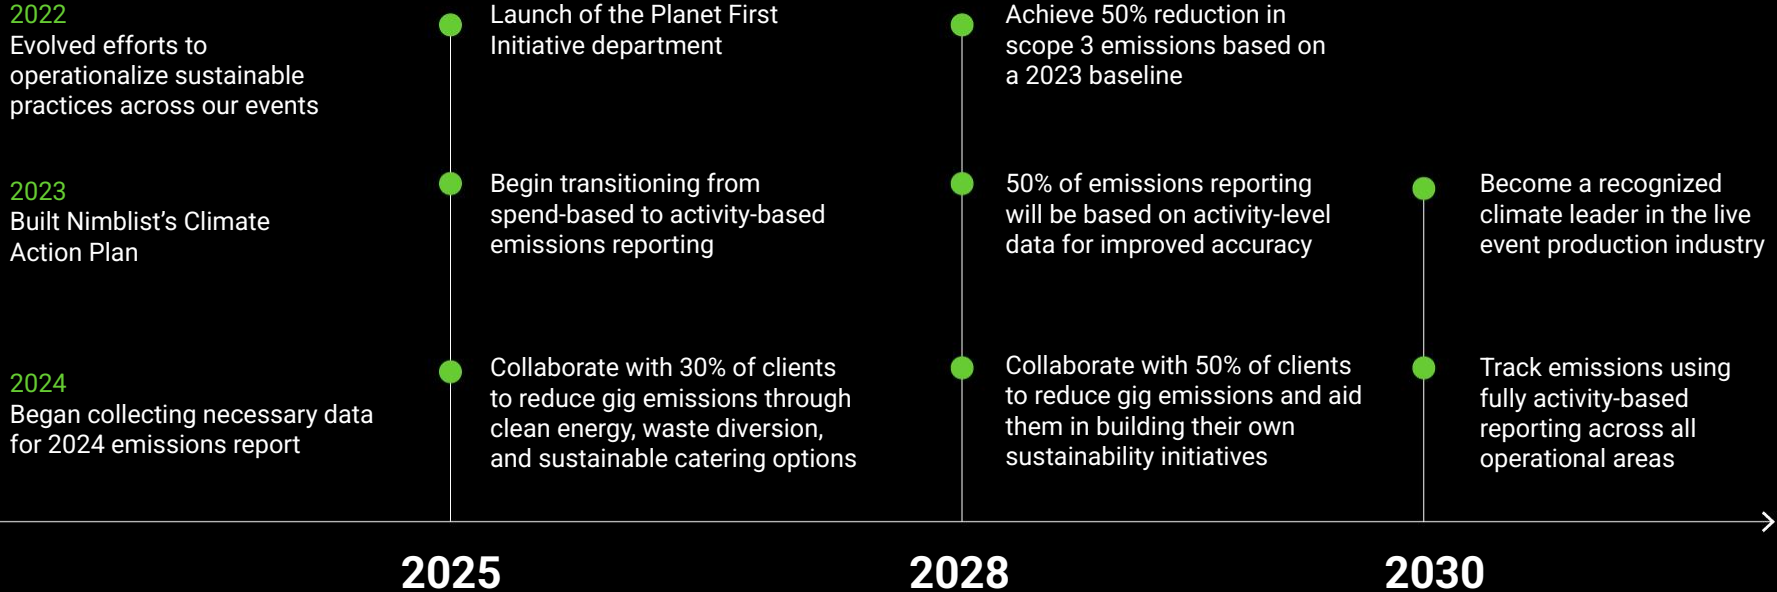 2022
Evolved efforts to
operationalize sustainable
practices across our events
2023
Built Nimblist’s Climate
Action Plan
2024
Began collecting necessary data
for 2024 emissions report
Launch of the Planet First
Initiative department
Begin transitioning from
spend-based to activity-based
emissions reporting
Collaborate with 30% of clients
to reduce gig emissions through
clean energy, waste diversion,
and sustainable catering options
2025
Achieve 50% reduction in
scope 3 emissions based on
a 2023 baseline
50% of emissions reporting
will be based on activity-level
data for improved accuracy
Collaborate with 50% of clients
to reduce gig emissions and aid
them in building their own
sustainability initiatives
2028
Become a recognized
climate leader in the live
event production industry
Track emissions using
fully activity-based
reporting across all
operational areas
2030